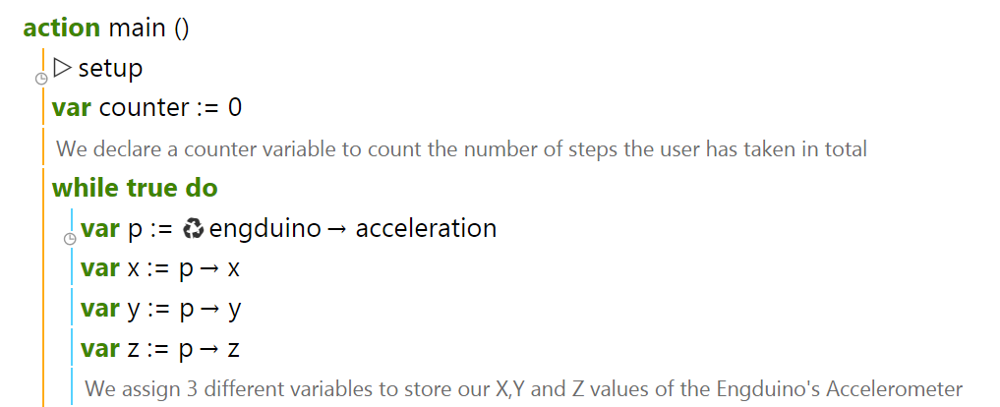 action main ()
▷ setup
var counter := 0
We declare a counter variable to count the number of steps the user has taken in total
while true do
var p := ♻ engduino → acceleration
var x := p → x
var y := p → y
var z := p → z
We assign 3 different variables to store our X,Y and Z values of the Engduino's Accelerometer